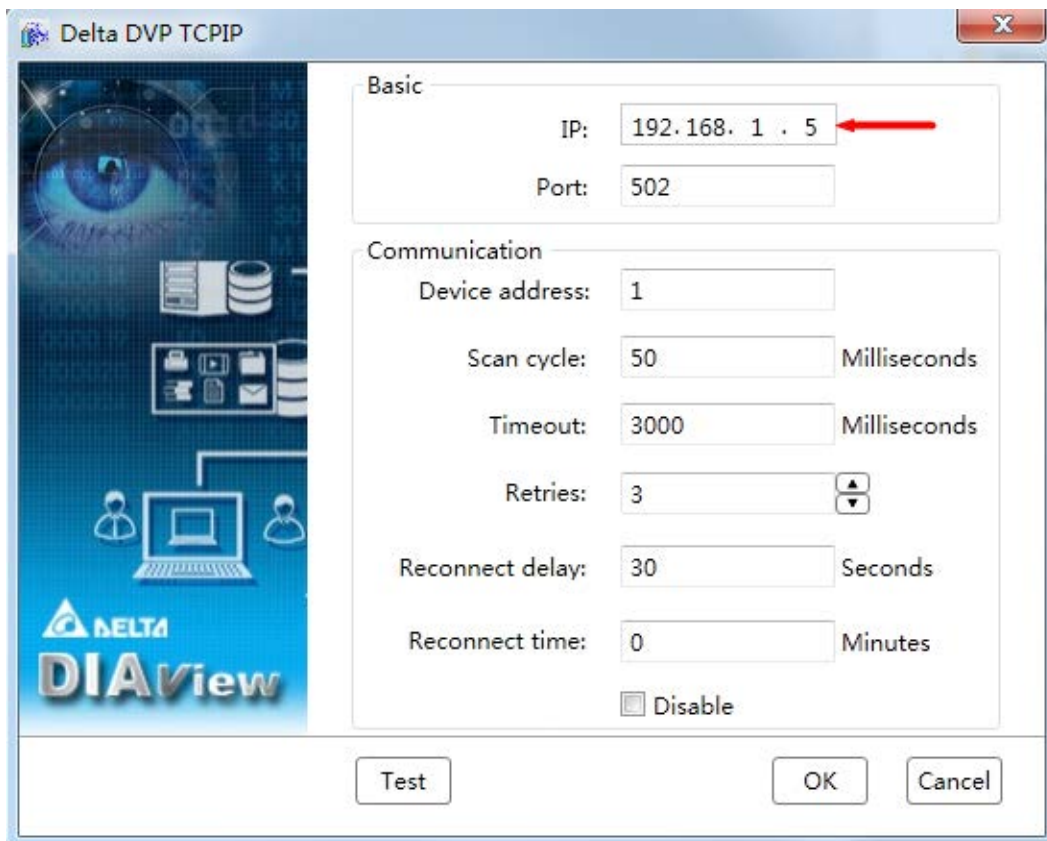 Delta DVP TCPIP
Basic
IP: 192.168. 1 . 5
Port: 502
Communication
Device address: 1
Scan cycle: 50 Milliseconds
Timeout: 3000 Milliseconds
Retries: 3
Reconnect delay: 30 Seconds
Reconnect time: 0 Minutes
Disable
DELTA
DIAView
Test OK Cancel